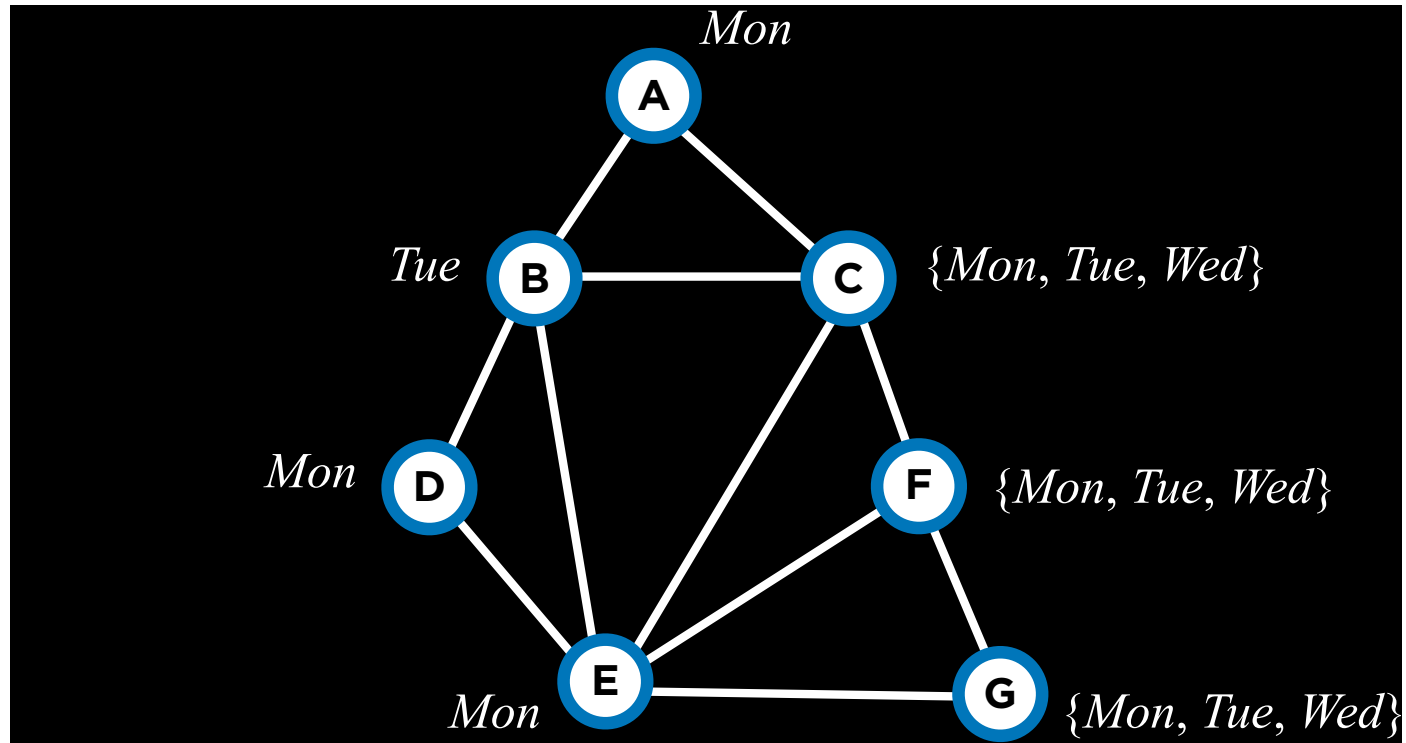 Mon
A
Tue
B
C
{Mon, Tue, Wed}
Mon
D
F
{Mon, Tue, Wed}
E
Mon
G
{Mon, Tue, Wed}